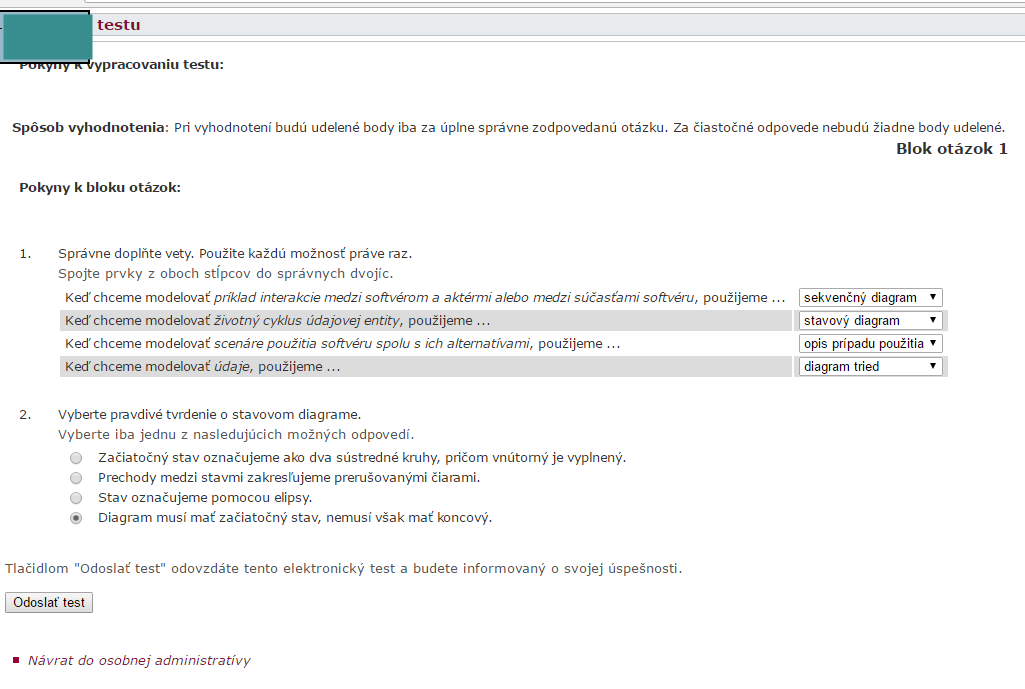 testu
Pokyny k vypracovaniu testu:
Spôsob vyhodnotenia: Pri vyhodnotení budú udelené body iba za úplne správne zodpovedanú otázku. Za čiastočné odpovede nebudú žiadne body udelené.
Blok otázok 1
Pokyny k bloku otázok:
1. Správne doplňte vety. Použite každú možnosť práve raz.
Spojte prvky z oboch stĺpcov do správnych dvojíc.
Keď chceme modelovať príklad interakcie medzi softvérom a aktérmi alebo medzi súčasťami softvéru, použijeme ... sekvenčný diagram
Keď chceme modelovať životný cyklus údajovej entity, použijeme ... stavový diagram
Keď chceme modelovať scenáre použitia softvéru spolu s ich alternatívami, použijeme ... opis prípadu použitia
Keď chceme modelovať údaje, použijeme ... diagram tried
2. Vyberte pravdivé tvrdenie o stavovom diagrame.
Vyberte iba jednu z nasledujúcich možných odpovedí.
Začiatočný stav označujeme ako dva sústredné kruhy, pričom vnútorný je vyplnený.
Prechody medzi stavmi zakresľujeme prerušovanými čiarami.
Stav označujeme pomocou elipsy.
Diagram musí mať začiatočný stav, nemusí však mať koncový.
Tlačidlom "Odoslať test" odovzdáte tento elektronický test a budete informovaný o svojej úspešnosti.
Odoslať test
Návrat do osobnej administratívy